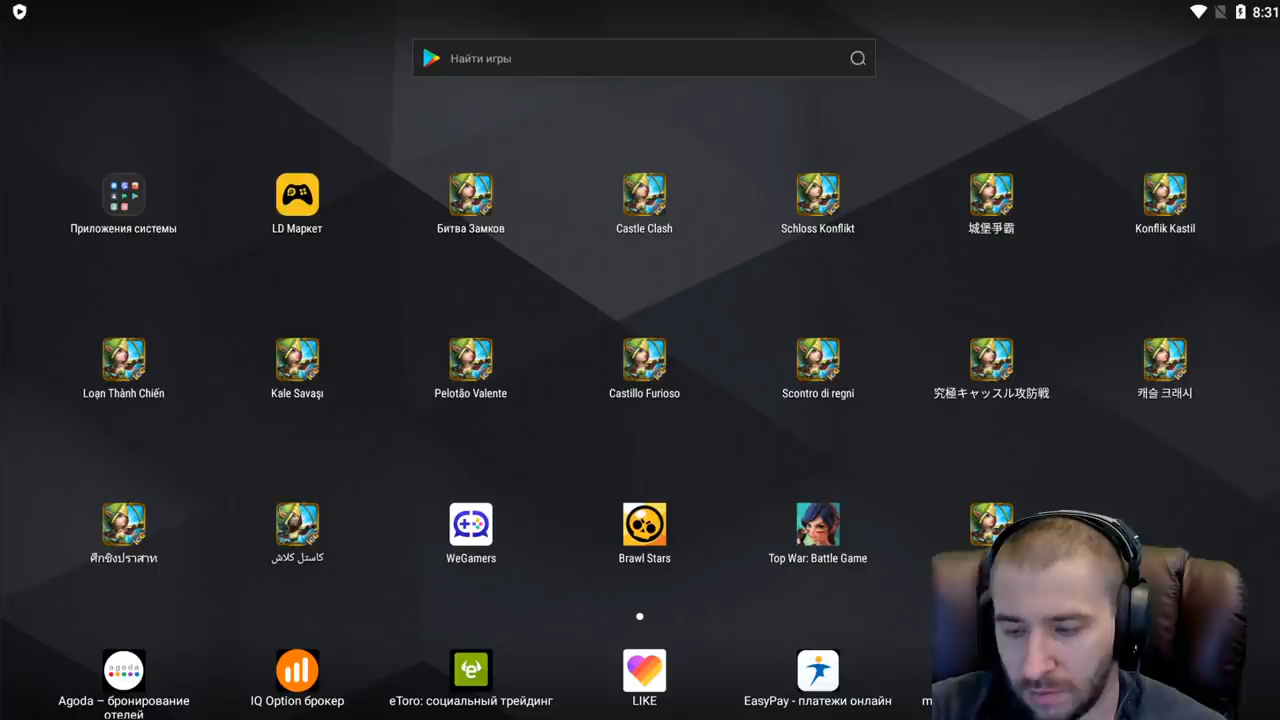 8:31
Найти игры
Приложения системы
LD Маркет
Битва Замков
Castle Clash
Schloss Konflikt
城堡爭霸
Konflik Kastil
Loạn Thành Chiến
Kale Savaşı
Pelotão Valente
Castillo Furioso
Scontro di regni
究極キャッスル攻防戦
캐슬 크래시
ศึกชิงปราสาท
كاستل كلاش
WeGamers
Brawl Stars
Top War: Battle Game
agoda
Agoda – бронирование
отелей
IQ Option брокер
eToro: социальный трейдинг
LIKE
EasyPay - платежи онлайн